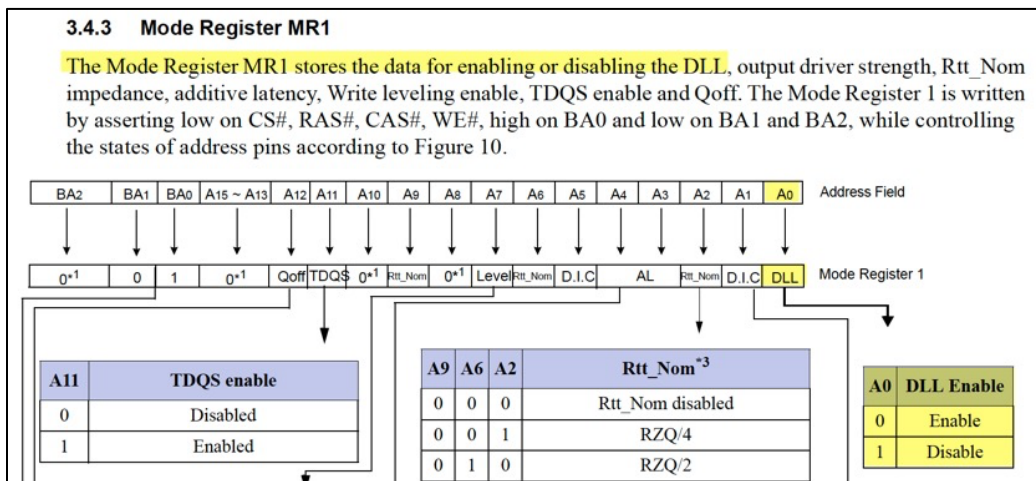 3.4.3 Mode Register MR1
The Mode Register MR1 stores the data for enabling or disabling the DLL, output driver strength, Rtt_Nom
impedance, additive latency, Write leveling enable, TDQS enable and Qoff. The Mode Register 1 is written
by asserting low on CS#, RAS#, CAS#, WE#, high on BA0 and low on BA1 and BA2, while controlling
the states of address pins according to Figure 10.
BA2 BA1 BA0 A15 ~ A13 A12 A11 A10 A9 A8 A7 A6 A5 A4 A3 A2 A1 A0 Address Field
0*1 0 1 0*1 Qoff TDQS 0*1 Rtt_Nom 0*1 Level Rtt_Nom D.I.C AL Rtt_Nom D.I.C DLL Mode Register 1
A11 TDQS enable
0 Disabled
1 Enabled
A9 A6 A2 Rtt_Nom*3
0 0 0 Rtt_Nom disabled
0 0 1 RZQ/4
0 1 0 RZQ/2
A0 DLL Enable
0 Enable
1 Disable